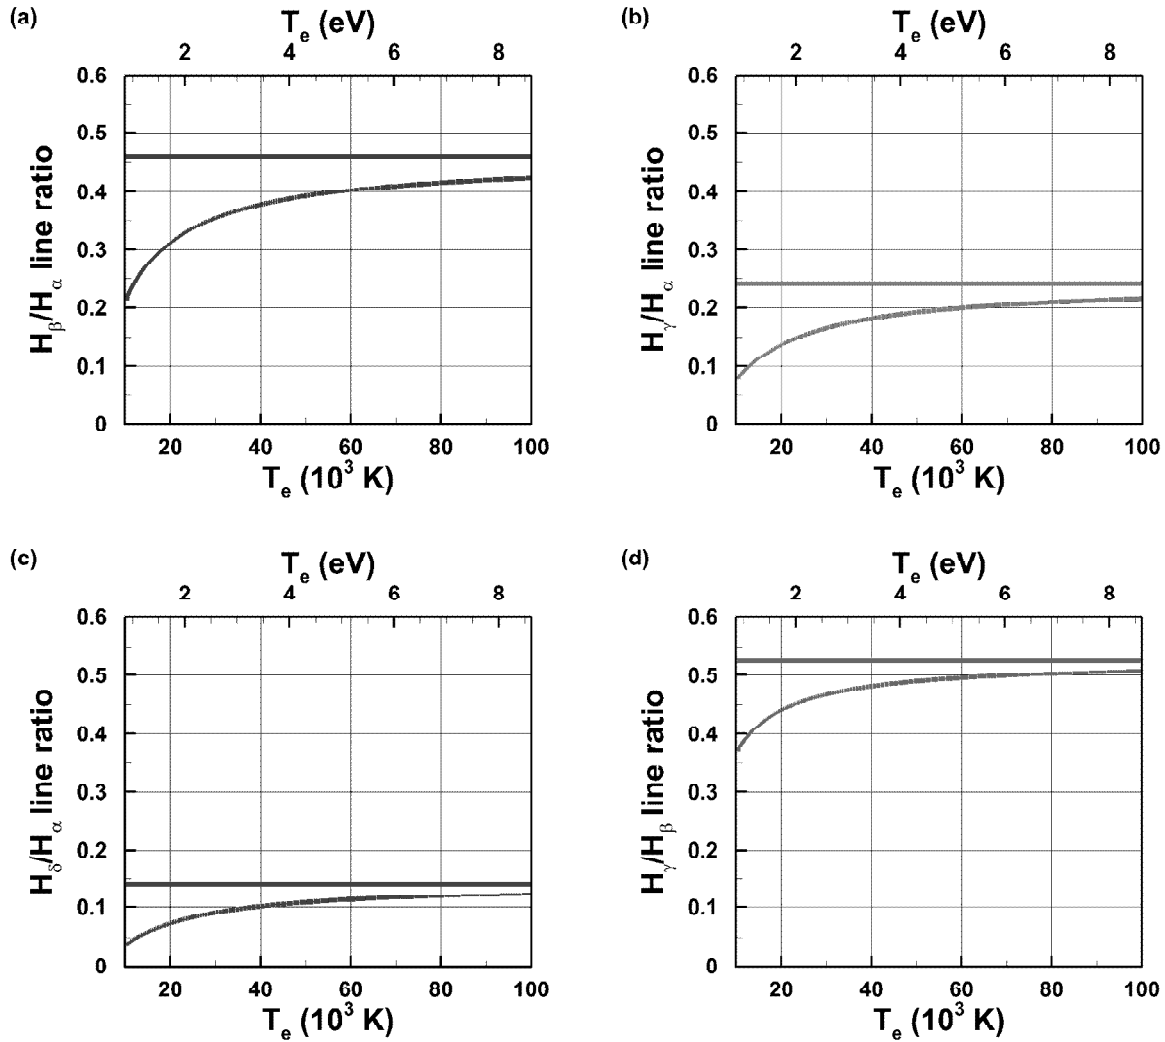 (a)
T_e (eV)
2 4 6 8
0.6
0.5
0.4
0.3
0.2
0.1
0
H_β/H_α line ratio
20 40 60 80 100
T_e (10^3 K)
(b)
T_e (eV)
2 4 6 8
0.6
0.5
0.4
0.3
0.2
0.1
0
H_γ/H_α line ratio
20 40 60 80 100
T_e (10^3 K)
(c)
T_e (eV)
2 4 6 8
0.6
0.5
0.4
0.3
0.2
0.1
0
H_δ/H_α line ratio
20 40 60 80 100
T_e (10^3 K)
(d)
T_e (eV)
2 4 6 8
0.6
0.5
0.4
0.3
0.2
0.1
0
H_γ/H_β line ratio
20 40 60 80 100
T_e (10^3 K)